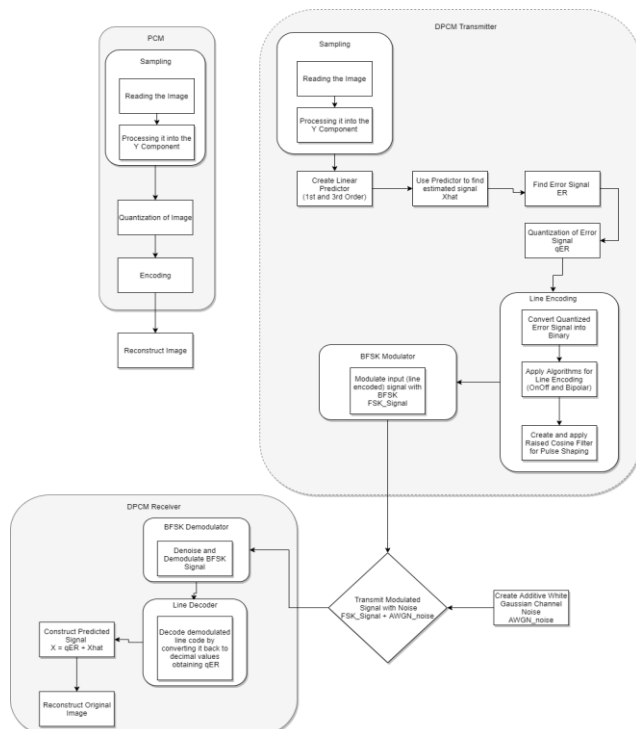 PCM
Sampling
Reading the Image
Processing it into the
Y Component
Quantization of Image
Encoding
Reconstruct Image
DPCM Transmitter
Sampling
Reading the Image
Processing it into the
Y Component
Create Linear
Predictor
(1st and 3rd Order)
Use Predictor to find
estimated signal
Xhat
Find Error Signal
ER
Quantization of Error
Signal
qER
Line Encoding
Convert Quantized
Error Signal into
Binary
Apply Algorithms for
Line Encoding
(OnOff and Bipolar)
Create and apply
Raised Cosine Filter
for Pulse Shaping
BFSK Modulator
Modulate input (line
encoded) signal with
BFSK
FSK_Signal
DPCM Receiver
BFSK Demodulator
Denoise and
Demodulate BFSK
Signal
Line Decoder
Decode demodulated
line code by
converting it back to
decimal values
obtaining qER
Construct Predicted
Signal
X = qER + Xhat
Reconstruct Original
Image
Transmit Modulated
Signal with Noise
FSK_Signal + AWGN_noise
Create Additive White
Gaussian Channel
Noise
AWGN_noise